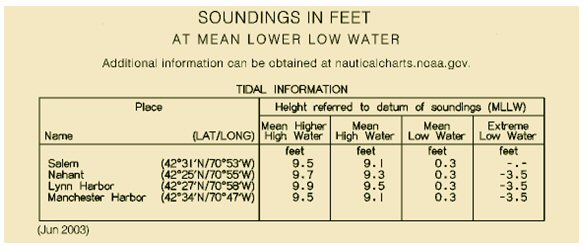 SOUNDINGS IN FEET
AT MEAN LOWER LOW WATER
Additional information can be obtained at nauticalcharts.noaa.gov.
TIDAL INFORMATION
Place Height referred to datum of soundings (MLLW)
Name (LAT/LONG) Mean Higher High Water Mean High Water Mean Low Water Extreme Low Water
feet feet feet feet
Salem (42°31'N/70°53'W) 9.5 9.1 0.3 -.-
Nahant (42°25'N/70°55'W) 9.7 9.3 0.3 -3.5
Lynn Harbor (42°27'N/70°58'W) 9.9 9.5 0.3 -3.5
Manchester Harbor (42°34'N/70°47'W) 9.5 9.1 0.3 -3.5
(Jun 2003)